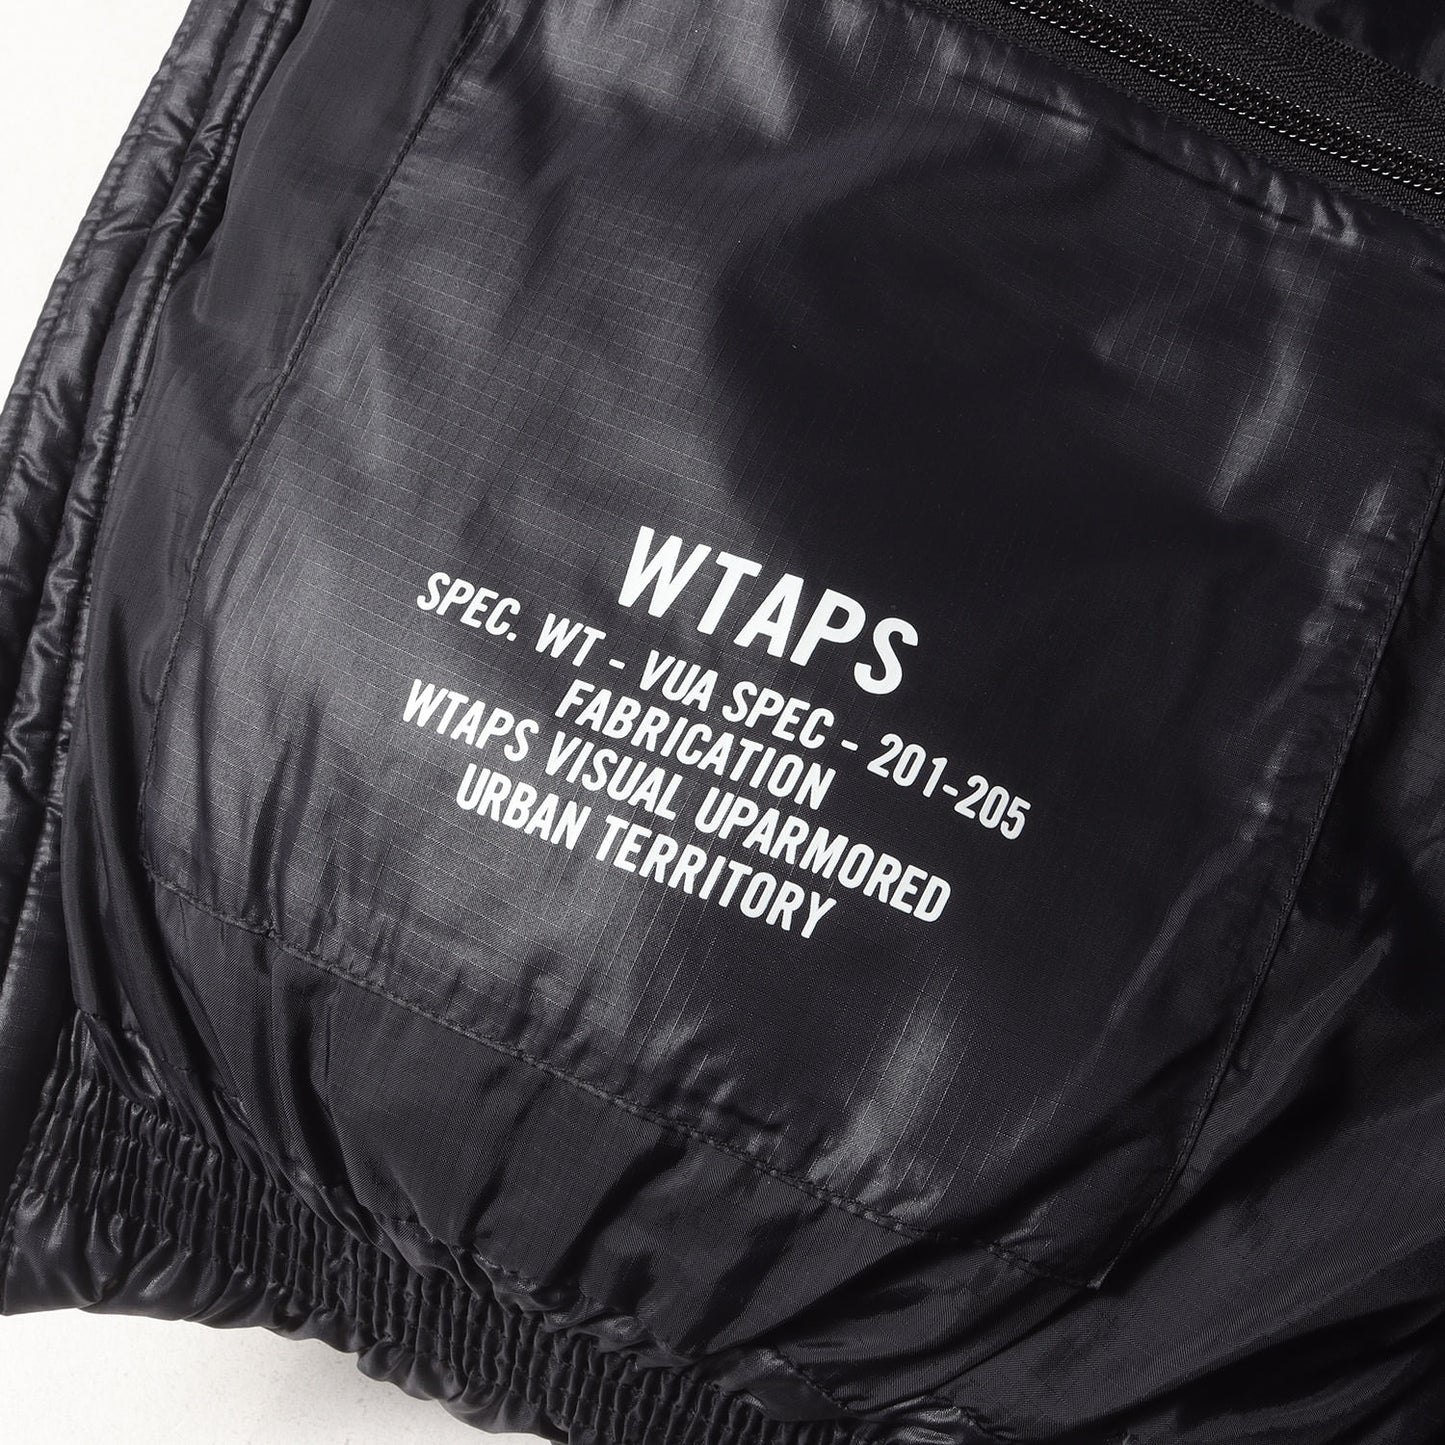 WTAPS
SPEC. WT - VUA SPEC - 201-205
FABRICATION
WTAPS VISUAL UPARMORED
URBAN TERRITORY